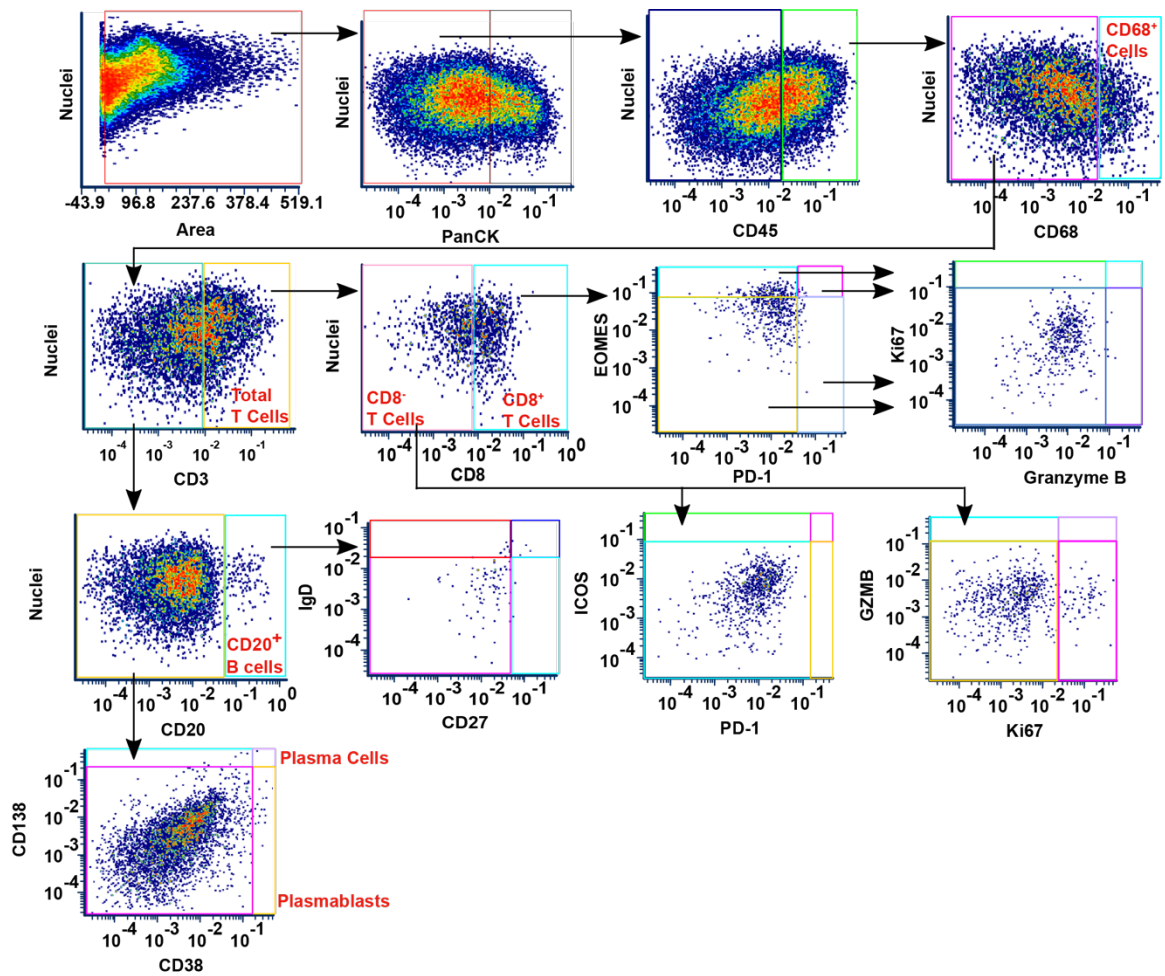 Nuclei
-43.9 96.8 237.6 378.4 519.1
Area
Nuclei
10-4 10-3 10-2 10-1
PanCK
Nuclei
10-4 10-3 10-2 10-1
CD45
Nuclei
CD68+
Cells
10-4 10-3 10-2 10-1
CD68
Nuclei
Total
T Cells
10-4 10-3 10-2 10-1
CD3
Nuclei
CD8-
T Cells
CD8+
T Cells
10-4 10-3 10-2 10-1 100
CD8
EOMES
10-1
10-2
10-3
10-4
10-4 10-3 10-2 10-1
PD-1
Ki67
10-1
10-2
10-3
10-4
10-4 10-3 10-2 10-1
Granzyme B
Nuclei
CD20+
B cells
10-4 10-3 10-2 10-1 100
CD20
IgD
10-1
10-2
10-3
10-4
10-4 10-3 10-2 10-1
CD27
ICOS
10-1
10-2
10-3
10-4
10-4 10-3 10-2 10-1
PD-1
GZMB
10-1
10-2
10-3
10-4
10-4 10-3 10-2 10-1
Ki67
CD138
10-1
10-2
10-3
10-4
Plasma Cells
Plasmablasts
10-4 10-3 10-2 10-1
CD38